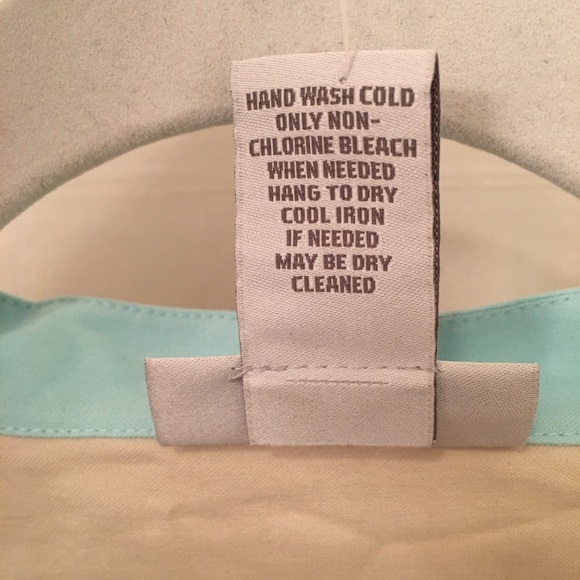 HAND WASH COLD
ONLY NON-
CHLORINE BLEACH
WHEN NEEDED
HANG TO DRY
COOL IRON
IF NEEDED
MAY BE DRY
CLEANED